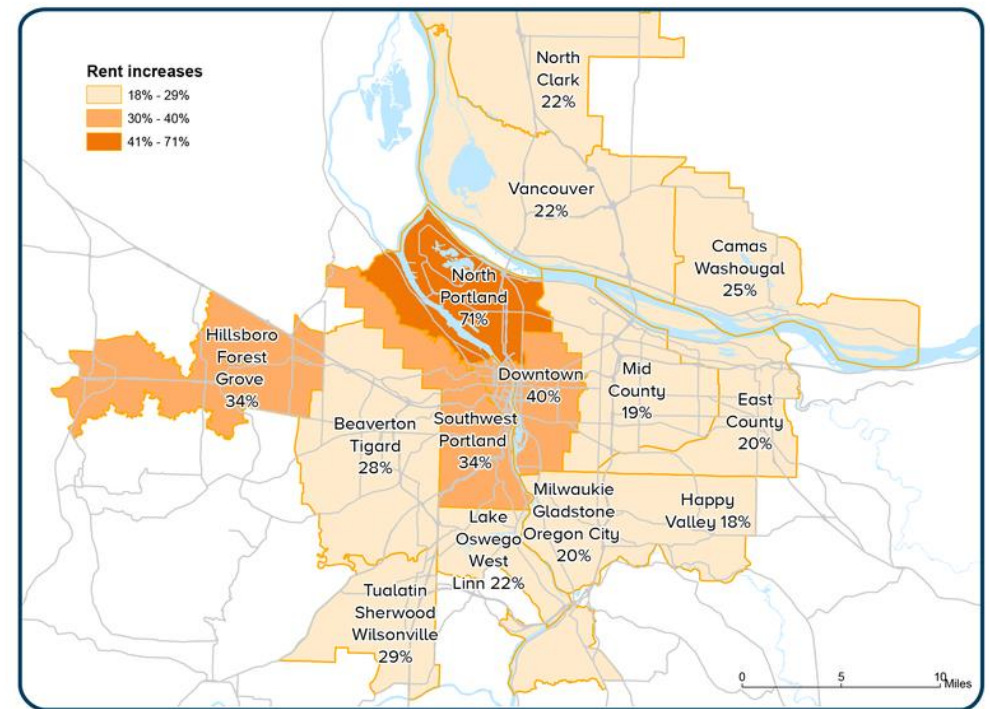 Rent increases
18% - 29%
30% - 40%
41% - 71%
North
Clark
22%
Vancouver
22%
Camas
Washougal
25%
North
Portland
71%
Hillsboro
Forest
Grove
34%
Downtown
40%
Mid
County
19%
East
County
20%
Beaverton
Tigard
28%
Southwest
Portland
34%
Milwaukie
Gladstone
Oregon City
20%
Happy
Valley 18%
Lake
Oswego
West
Linn 22%
Tualatin
Sherwood
Wilsonville
29%
0 5 10 Miles